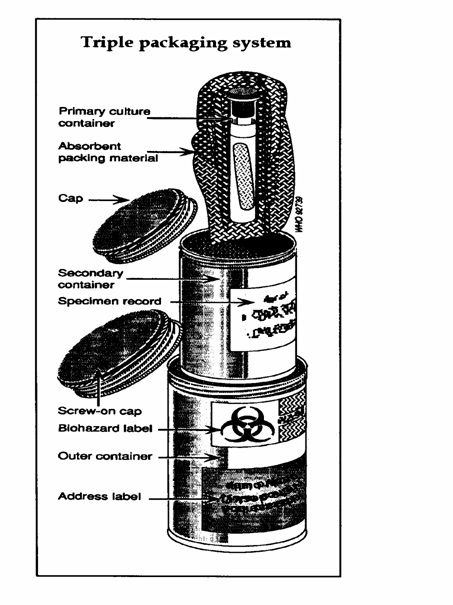 Triple packaging system
Primary culture
container
Absorbent
packing material
Cap
WHO 92739
Secondary
container
Specimen record
Screw-on cap
Biohazard label
Outer container
Address label